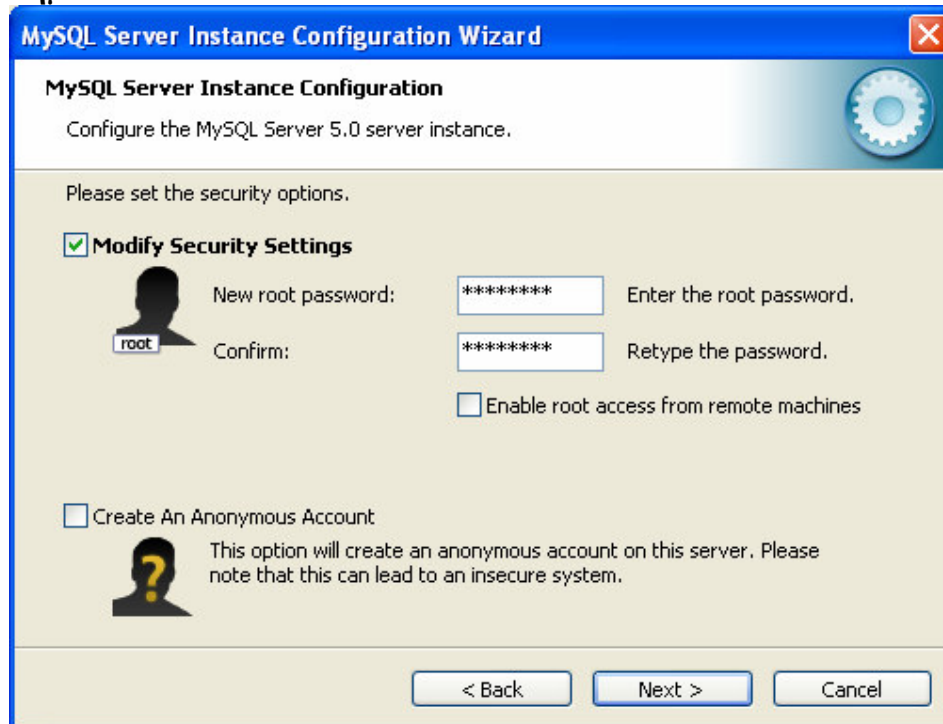 MySQL Server Instance Configuration Wizard
MySQL Server Instance Configuration
Configure the MySQL Server 5.0 server instance.
Please set the security options.
Modify Security Settings
root
New root password: ******** Enter the root password.
Confirm: ******** Retype the password.
Enable root access from remote machines
Create An Anonymous Account
?
This option will create an anonymous account on this server. Please
note that this can lead to an insecure system.
< Back Next > Cancel